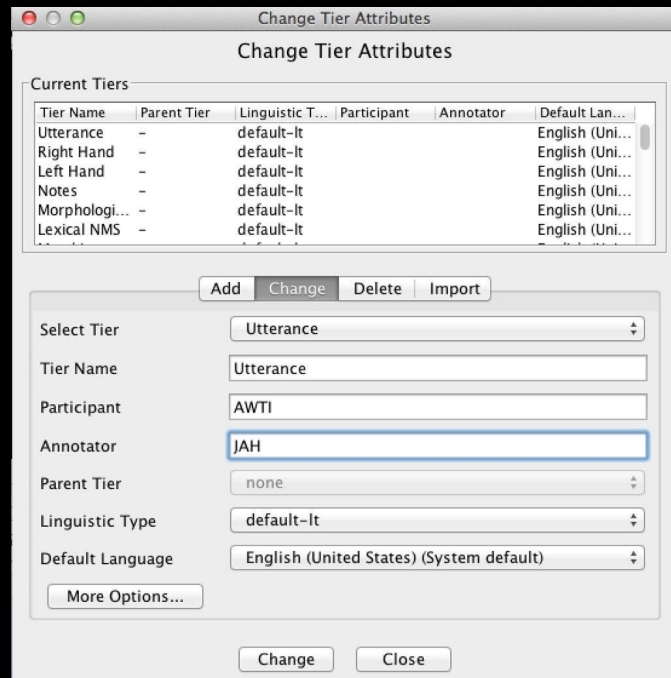 Change Tier Attributes
Change Tier Attributes
Current Tiers
Tier Name Parent Tier Linguistic T... Participant Annotator Default Lan...
Utterance - default-lt English (Uni...
Right Hand - default-lt English (Uni...
Left Hand - default-lt English (Uni...
Notes - default-lt English (Uni...
Morphologi... - default-lt English (Uni...
Lexical NMS - default-lt English (Uni...
Add Change Delete Import
Select Tier Utterance
Tier Name Utterance
Participant AWTI
Annotator JAH
Parent Tier none
Linguistic Type default-lt
Default Language English (United States) (System default)
More Options...
Change Close